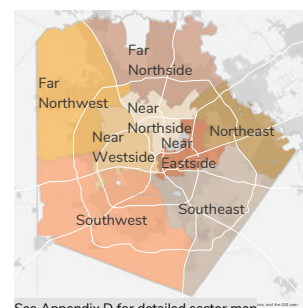 Far
Northside
Far
Northwest
Near
Northside
Near
Westside
Near
Eastside
Northeast
Southeast
Southwest
See Appendix D for detailed sector map